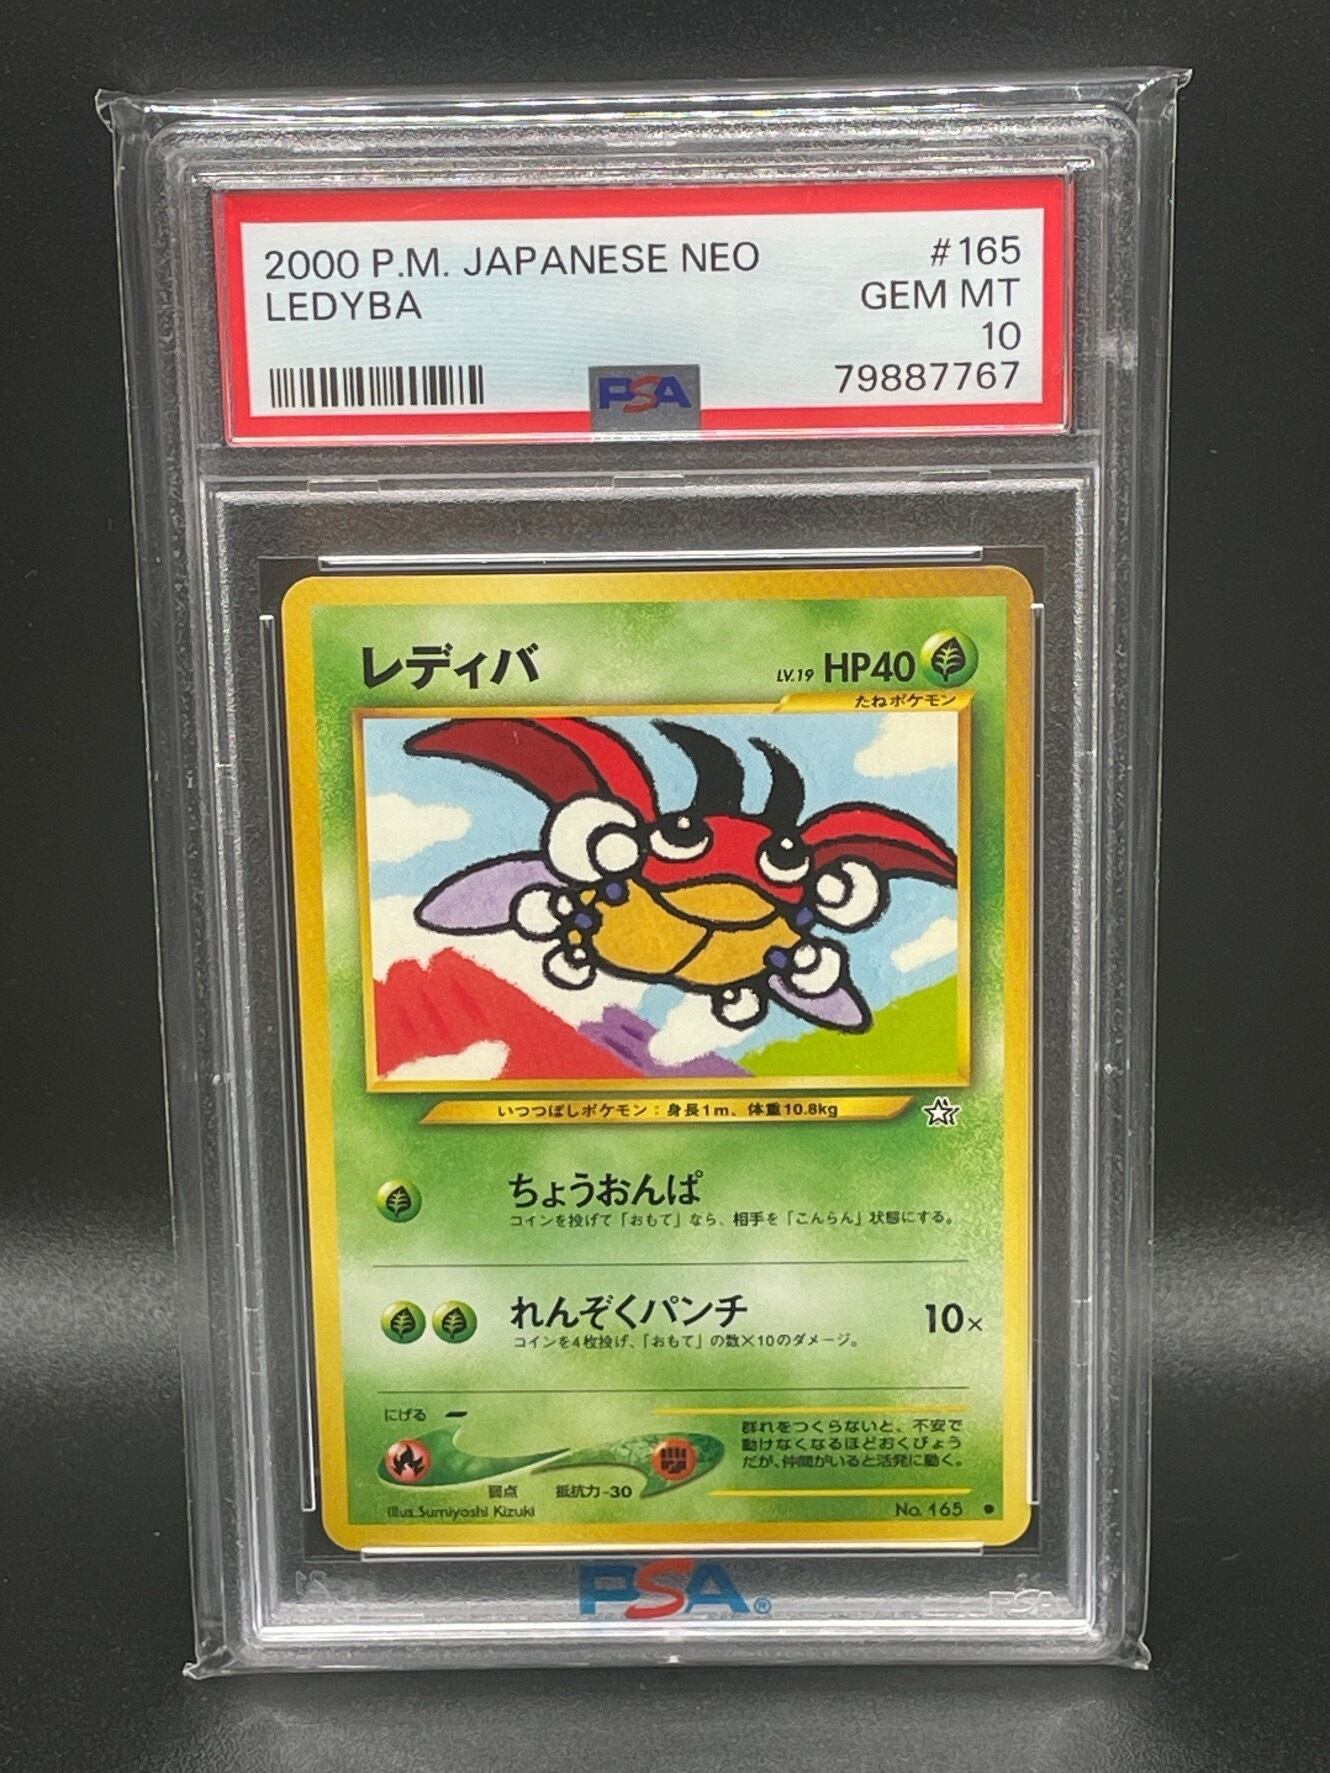 2000 P.M. JAPANESE NEO #165
LEDYBA GEM MT
10
PSA 79887767
レディバ LV.19 HP40
たねポケモン
いつつぼしポケモン：身長1m、体重10.8kg
ちょうおんぱ
コインを投げて「おもて」なら、相手を「こんらん」状態にする。
れんぞくパンチ 10×
コインを4枚投げ、「おもて」の数×10のダメージ。
にげる
弱点 抵抗力-30
群れをつくらないと、不安で
動けなくなるほどおくびょう
だが、仲間がいると活発に動く。
Illus.Sumiyoshi Kizuki No. 165
PSA®
PSA